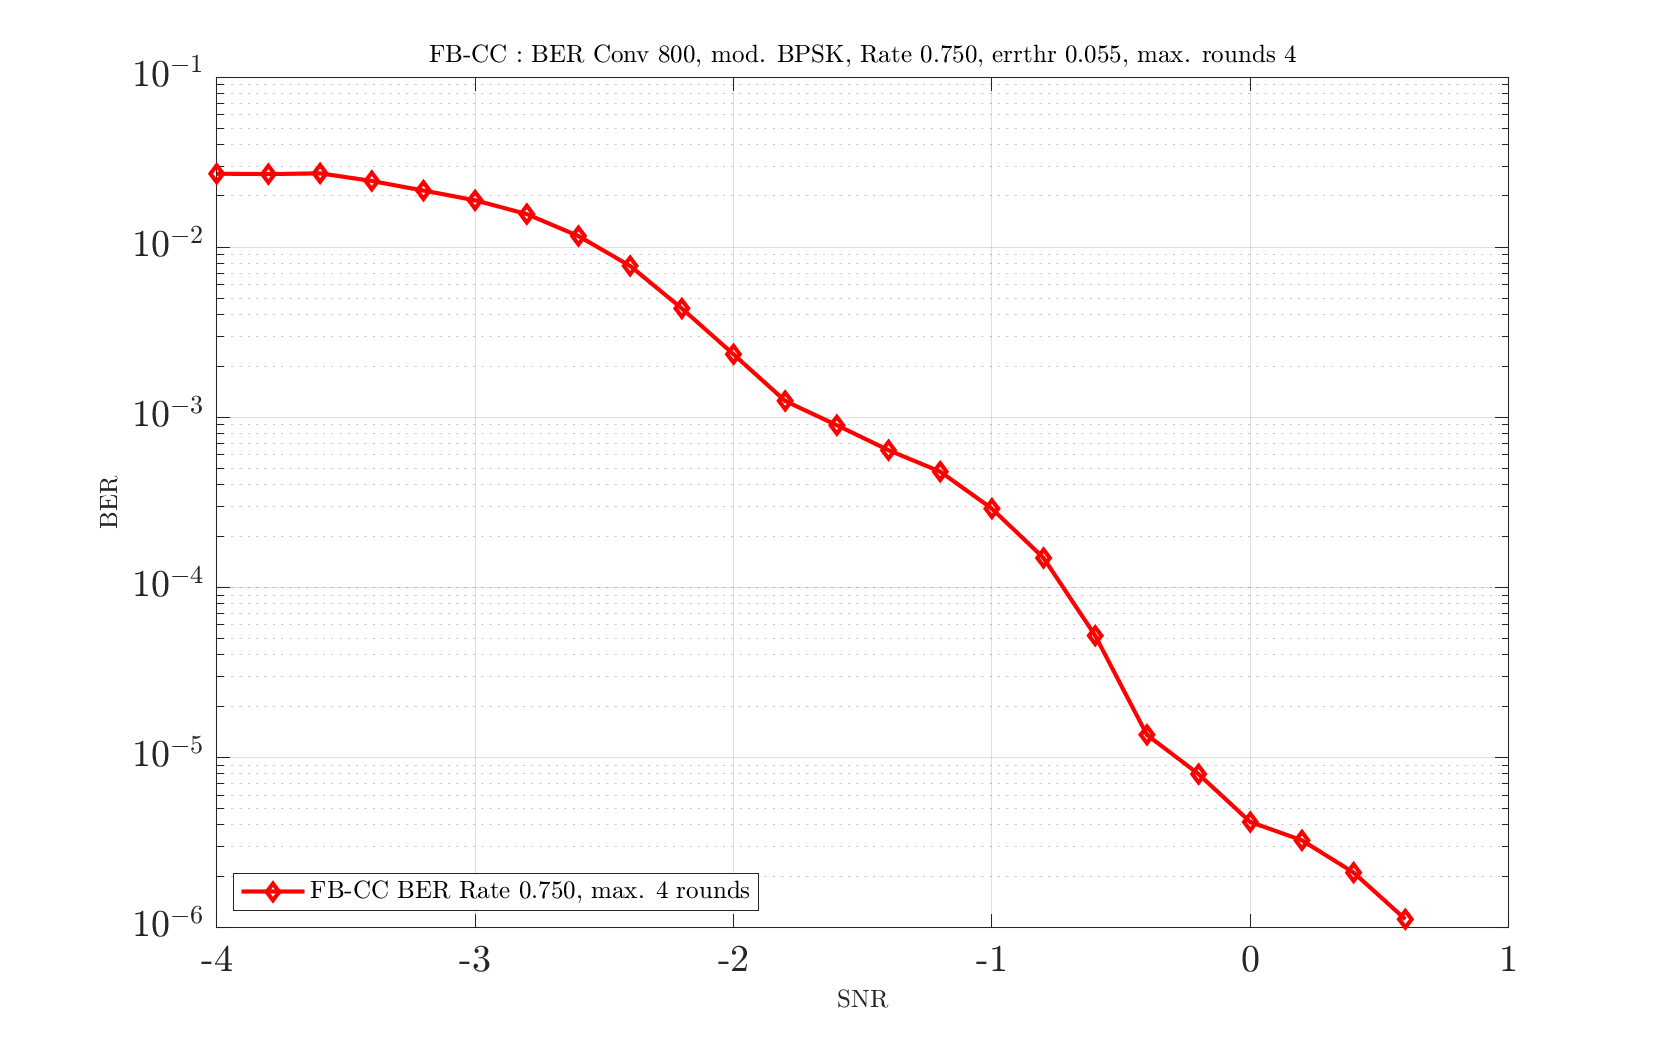 FB-CC : BER Conv 800, mod. BPSK, Rate 0.750, errthr 0.055, max. rounds 4
10⁻¹
10⁻²
10⁻³
BER
10⁻⁴
10⁻⁵
FB-CC BER Rate 0.750, max. 4 rounds
10⁻⁶
-4 -3 -2 -1 0 1
SNR